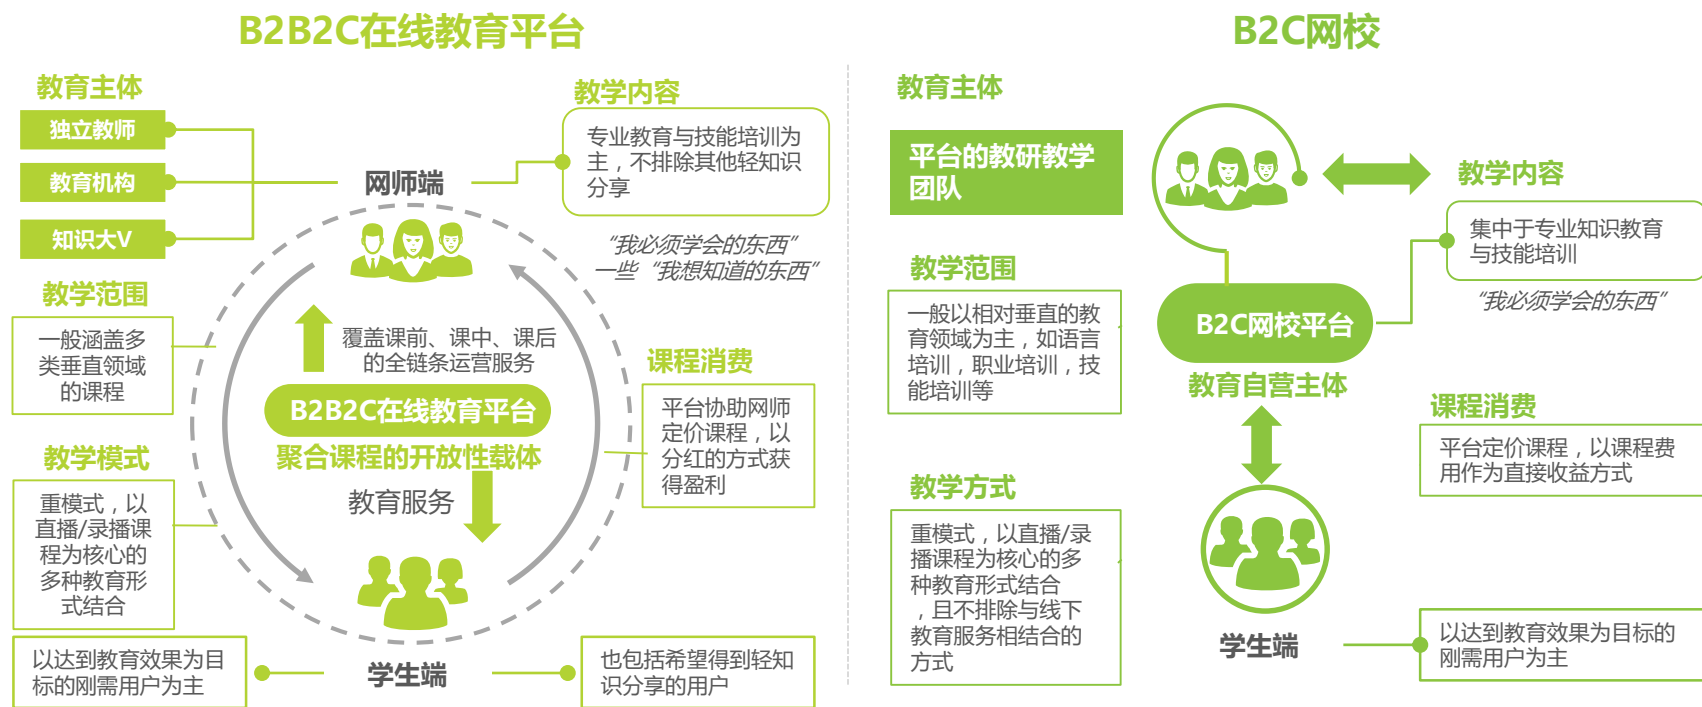 B2B2C在线教育平台
教育主体
独立教师
教育机构
知识大V
网师端
教学内容
专业教育与技能培训为
主，不排除其他轻知识
分享
“我必须学会的东西”
一些“我想知道的东西”
教学范围
一般涵盖多
类垂直领域
的课程
覆盖课前、课中、课后
的全链条运营服务
B2B2C在线教育平台
聚合课程的开放性载体
教育服务
课程消费
平台协助网师
定价课程，以
分红的方式获
得盈利
教学模式
重模式，以
直播/录播课
程为核心的
多种教育形
式结合
以达到教育效果为目
标的刚需用户为主
学生端
也包括希望得到轻知
识分享的用户
B2C网校
教育主体
平台的教研教学
团队
教学内容
集中于专业知识教育
与技能培训
“我必须学会的东西”
教学范围
一般以相对垂直的教
育领域为主，如语言
培训，职业培训，技
能培训等
B2C网校平台
教育自营主体
课程消费
平台定价课程，以课程费
用作为直接收益方式
教学方式
重模式，以直播/录
播课程为核心的多
种教育形式结合
，且不排除与线下
教育服务相结合的
方式
学生端
以达到教育效果为目标的
刚需用户为主